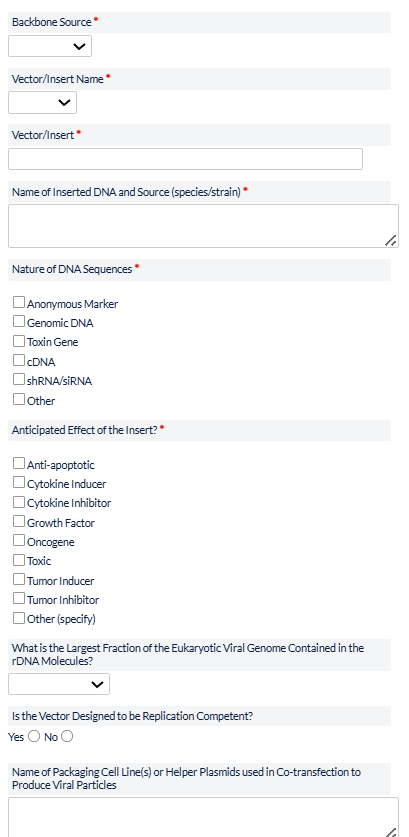 Backbone Source *
Vector/Insert Name *
Vector/Insert *
Name of Inserted DNA and Source (species/strain) *
Nature of DNA Sequences *
Anonymous Marker
Genomic DNA
Toxin Gene
cDNA
shRNA/siRNA
Other
Anticipated Effect of the Insert? *
Anti-apoptotic
Cytokine Inducer
Cytokine Inhibitor
Growth Factor
Oncogene
Toxic
Tumor Inducer
Tumor Inhibitor
Other (specify)
What is the Largest Fraction of the Eukaryotic Viral Genome Contained in the
rDNA Molecules?
Is the Vector Designed to be Replication Competent?
Yes No
Name of Packaging Cell Line(s) or Helper Plasmids used in Co-transfection to
Produce Viral Particles